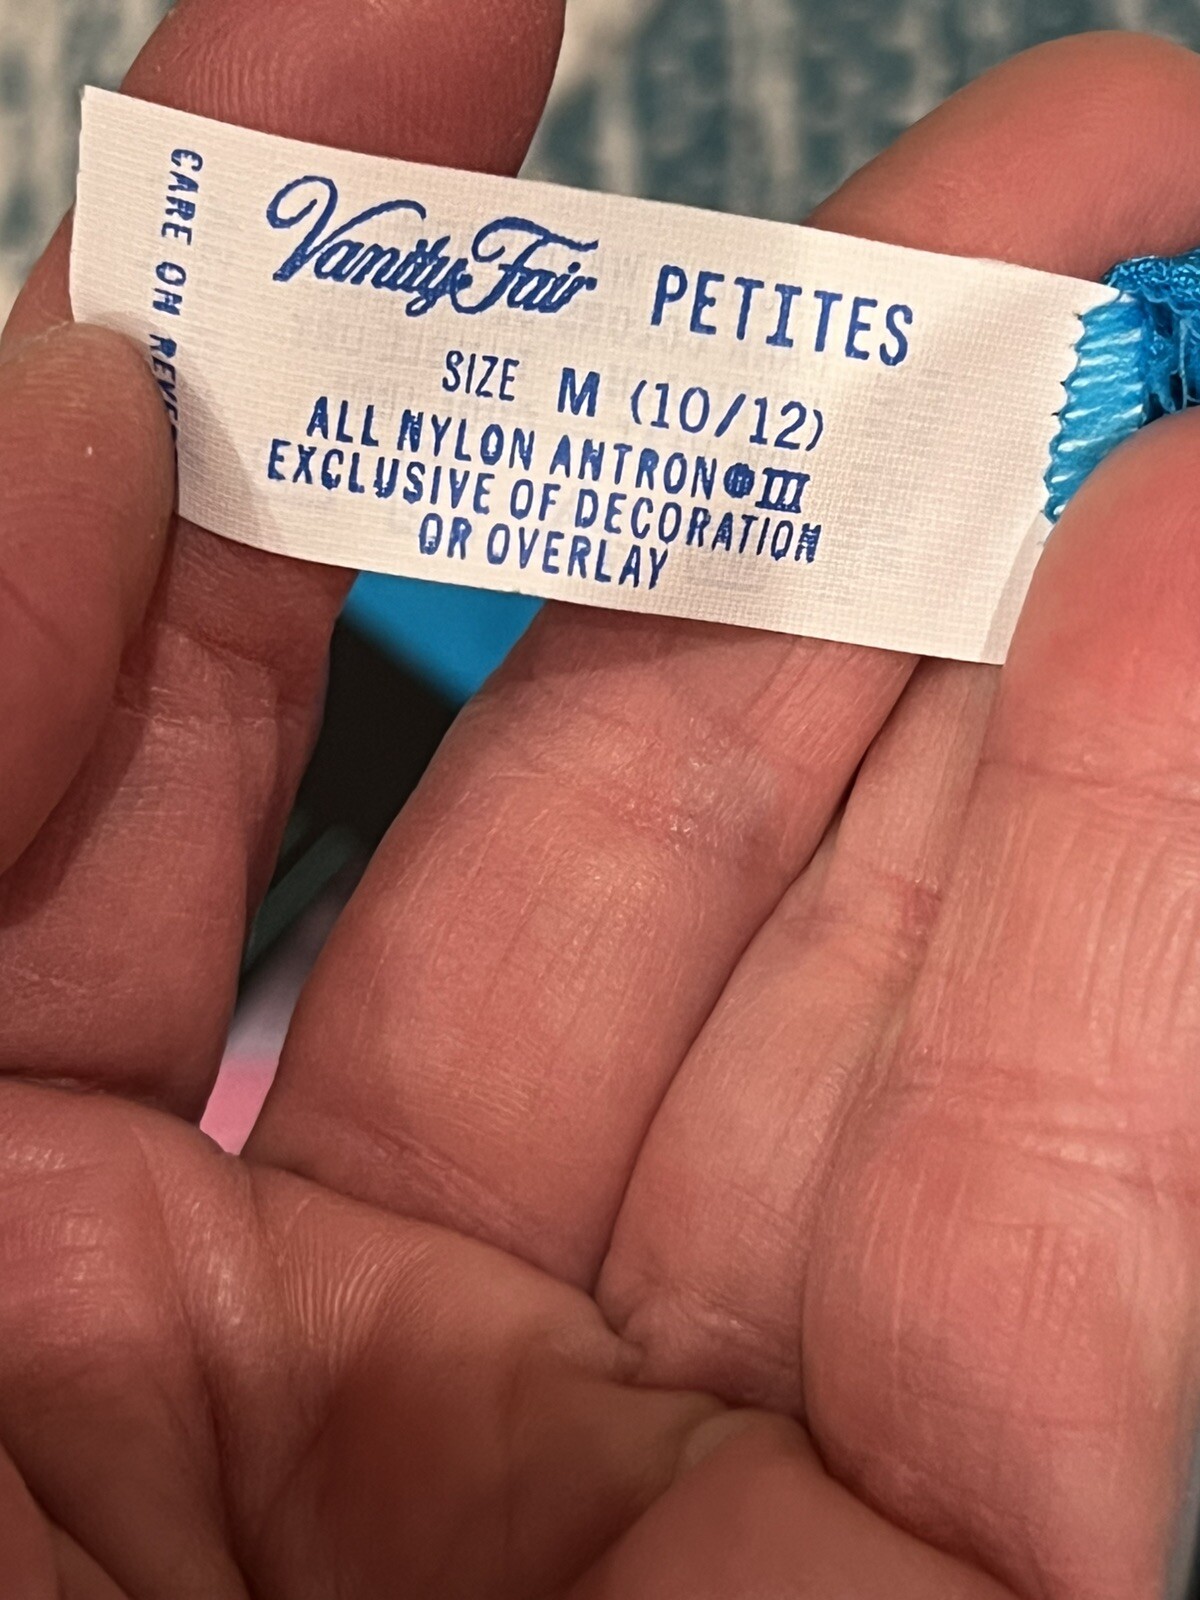 Vanity Fair PETITES
SIZE M (10/12)
ALL NYLON ANTRON® III
EXCLUSIVE OF DECORATION
OR OVERLAY
CARE ON